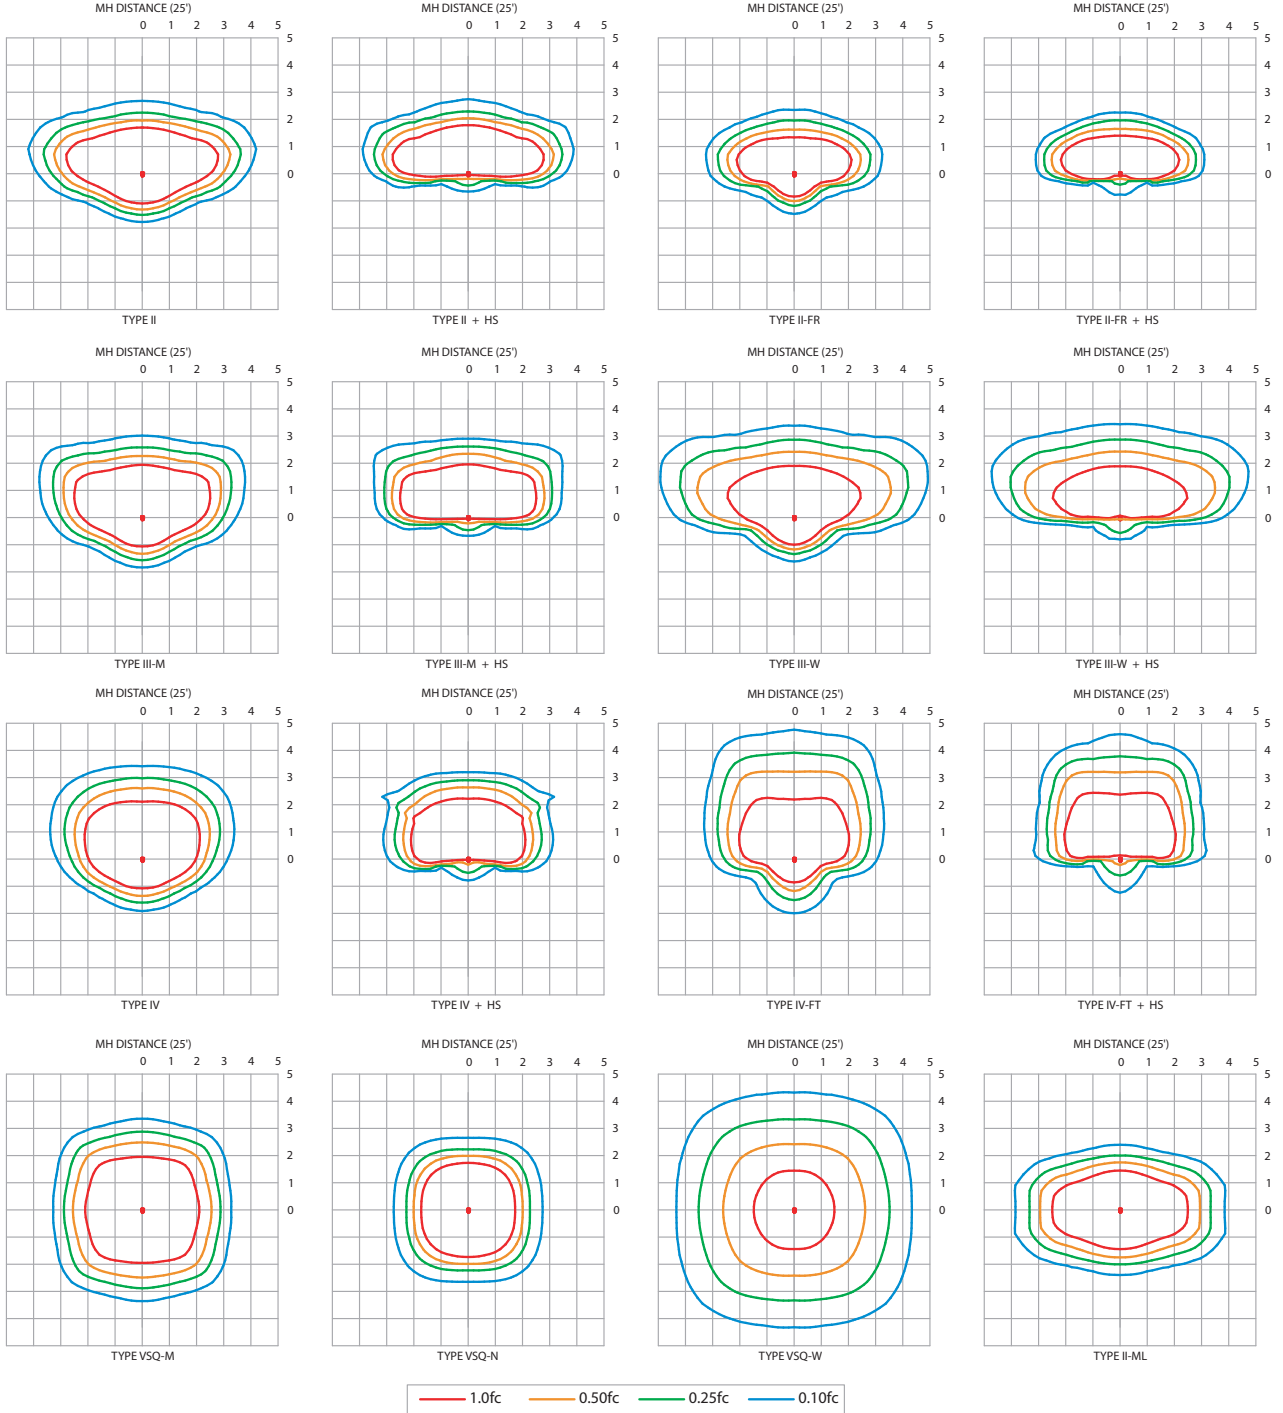 MH DISTANCE (25')
MH DISTANCE (25')
MH DISTANCE (25')
MH DISTANCE (25')
0 1 2 3 4 5
0 1 2 3 4 5
0 1 2 3 4 5
0 1 2 3 4 5
5 5 5 5
4 4 4 4
3 3 3 3
2 2 2 2
1 1 1 1
0 0 0 0
TYPE II
TYPE II + HS
TYPE II-FR
TYPE II-FR + HS
MH DISTANCE (25')
MH DISTANCE (25')
MH DISTANCE (25')
MH DISTANCE (25')
0 1 2 3 4 5
0 1 2 3 4 5
0 1 2 3 4 5
0 1 2 3 4 5
5 5 5 5
4 4 4 4
3 3 3 3
2 2 2 2
1 1 1 1
0 0 0 0
TYPE III-M
TYPE III-M + HS
TYPE III-W
TYPE III-W + HS
MH DISTANCE (25')
MH DISTANCE (25')
MH DISTANCE (25')
MH DISTANCE (25')
0 1 2 3 4 5
0 1 2 3 4 5
0 1 2 3 4 5
0 1 2 3 4 5
5 5 5 5
4 4 4 4
3 3 3 3
2 2 2 2
1 1 1 1
0 0 0 0
TYPE IV
TYPE IV + HS
TYPE IV-FT
TYPE IV-FT + HS
MH DISTANCE (25')
MH DISTANCE (25')
MH DISTANCE (25')
MH DISTANCE (25')
0 1 2 3 4 5
0 1 2 3 4 5
0 1 2 3 4 5
0 1 2 3 4 5
5 5 5 5
4 4 4 4
3 3 3 3
2 2 2 2
1 1 1 1
0 0 0 0
TYPE VSQ-M
TYPE VSQ-N
TYPE VSQ-W
TYPE II-ML
1.0fc 0.50fc 0.25fc 0.10fc